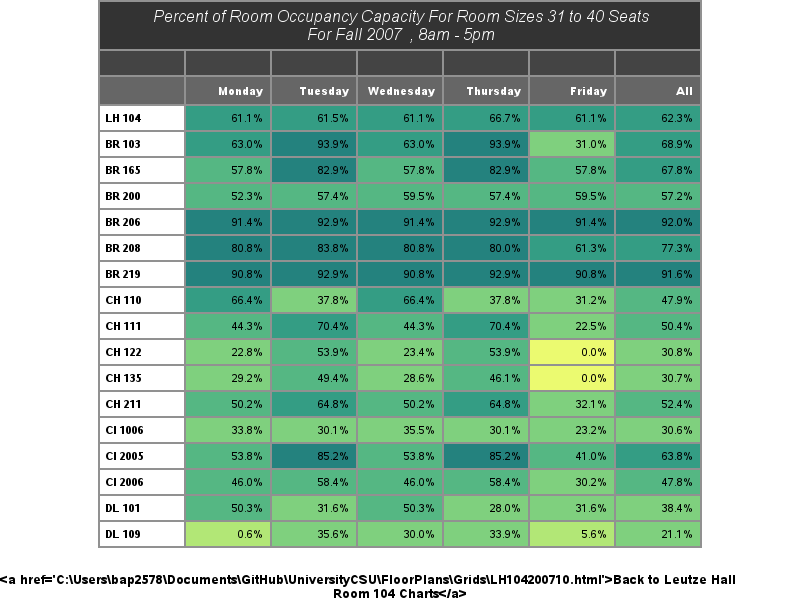 Percent of Room Occupancy Capacity For Room Sizes 31 to 40 Seats
For Fall 2007 , 8am - 5pm
Monday Tuesday Wednesday Thursday Friday All
LH 104 61.1% 61.5% 61.1% 66.7% 61.1% 62.3%
BR 103 63.0% 93.9% 63.0% 93.9% 31.0% 68.9%
BR 165 57.8% 82.9% 57.8% 82.9% 57.8% 67.8%
BR 200 52.3% 57.4% 59.5% 57.4% 59.5% 57.2%
BR 206 91.4% 92.9% 91.4% 92.9% 91.4% 92.0%
BR 208 80.8% 83.8% 80.8% 80.0% 61.3% 77.3%
BR 219 90.8% 92.9% 90.8% 92.9% 90.8% 91.6%
CH 110 66.4% 37.8% 66.4% 37.8% 31.2% 47.9%
CH 111 44.3% 70.4% 44.3% 70.4% 22.5% 50.4%
CH 122 22.8% 53.9% 23.4% 53.9% 0.0% 30.8%
CH 135 29.2% 49.4% 28.6% 46.1% 0.0% 30.7%
CH 211 50.2% 64.8% 50.2% 64.8% 32.1% 52.4%
CI 1006 33.8% 30.1% 35.5% 30.1% 23.2% 30.6%
CI 2005 53.8% 85.2% 53.8% 85.2% 41.0% 63.8%
CI 2006 46.0% 58.4% 46.0% 58.4% 30.2% 47.8%
DL 101 50.3% 31.6% 50.3% 28.0% 31.6% 38.4%
DL 109 0.6% 35.6% 30.0% 33.9% 5.6% 21.1%
<a href='C:\Users\bap2578\Documents\GitHub\UniversityCSU\FloorPlans\Grids\LH104200710.html'>Back to Leutze Hall
Room 104 Charts</a>